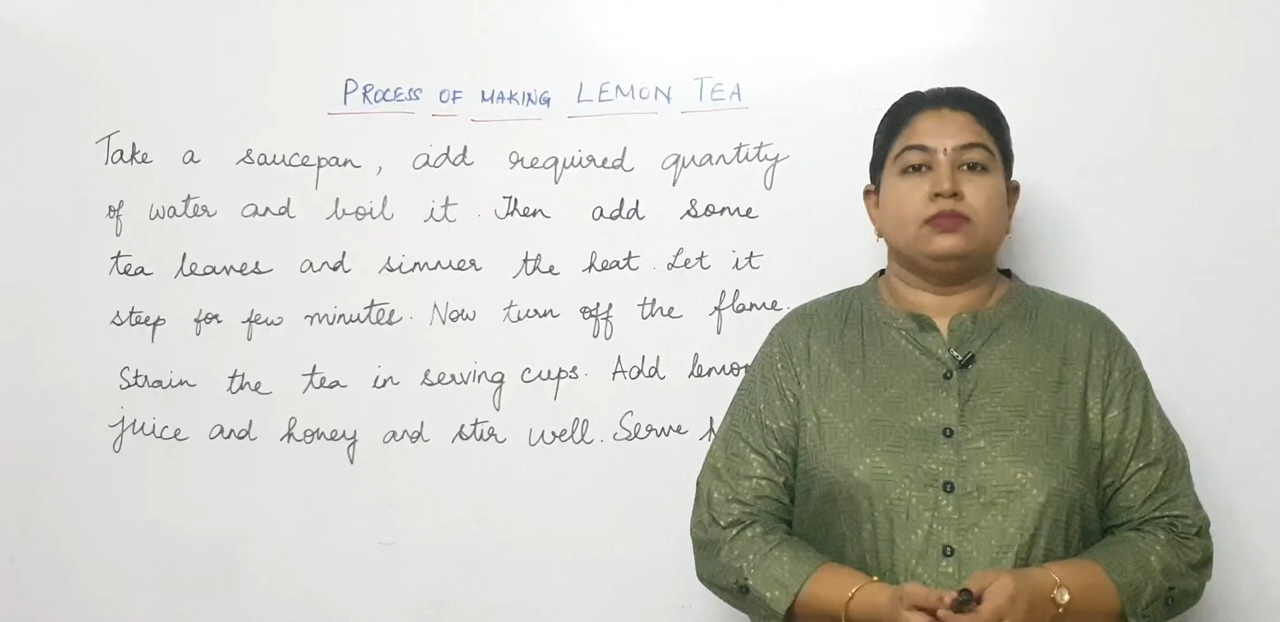 PROCESS OF MAKING LEMON TEA
Take a saucepan, add required quantity
of water and boil it. Then add some
tea leaves and simmer the heat. Let it
steep for few minutes. Now turn off the flame.
Strain the tea in serving cups. Add lemon
juice and honey and stir well. Serve